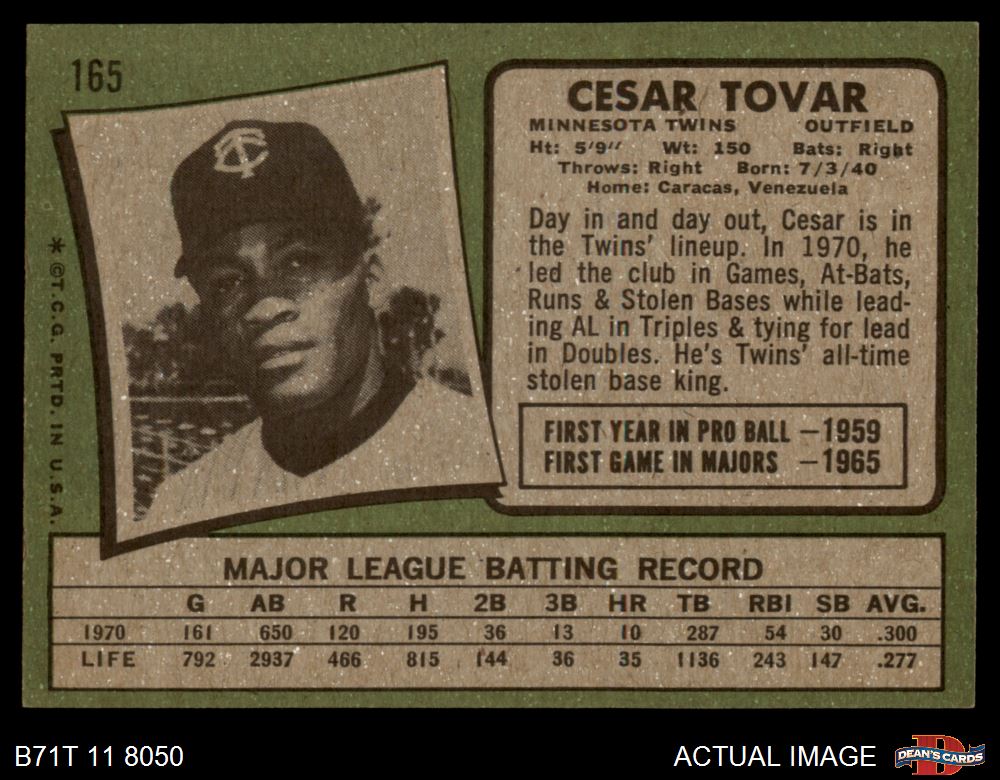 165
CESAR TOVAR
MINNESOTA TWINS OUTFIELD
Ht: 5'9" Wt: 150 Bats: Right
Throws: Right Born: 7/3/40
Home: Caracas, Venezuela
Day in and day out, Cesar is in
the Twins' lineup. In 1970, he
led the club in Games, At-Bats,
Runs & Stolen Bases while lead-
ing AL in Triples & tying for lead
in Doubles. He's Twins' all-time
stolen base king.
FIRST YEAR IN PRO BALL —1959
FIRST GAME IN MAJORS —1965
TC
* ©T.C.G. PRTD. IN U.S.A.
MAJOR LEAGUE BATTING RECORD
G AB R H 2B 3B HR TB RBI SB AVG.
1970 161 650 120 195 36 13 10 287 54 30 .300
LIFE 792 2937 466 815 144 36 35 1136 243 147 .277
B71T 11 8050
ACTUAL IMAGE
D
DEAN'S CARDS